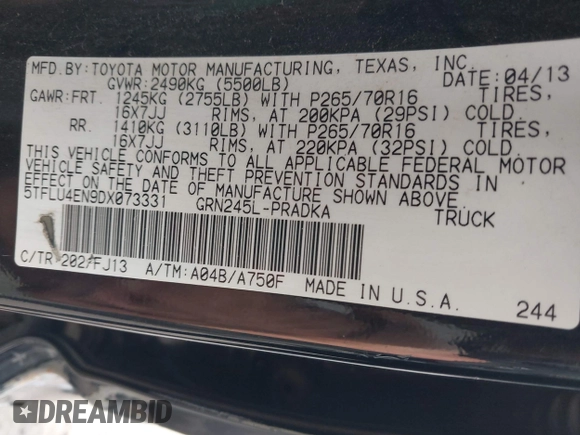 MFD.BY:TOYOTA MOTOR MANUFACTURING, TEXAS, INC.
GVWR:2490KG (5500LB) DATE:04/13
GAWR:FRT. 1245KG (2755LB) WITH P265/70R16 TIRES,
16X7JJ RIMS, AT 200KPA (29PSI) COLD.
RR. 1410KG (3110LB) WITH P265/70R16 TIRES,
16X7JJ RIMS, AT 220KPA (32PSI) COLD.
THIS VEHICLE CONFORMS TO ALL APPLICABLE FEDERAL MOTOR
VEHICLE SAFETY AND THEFT PREVENTION STANDARDS IN
EFFECT ON THE DATE OF MANUFACTURE SHOWN ABOVE.
5TFLU4EN9DX073331 GRN245L-PRADKA TRUCK
C/TR 202/FJ13 A/TM:A04B/A750F MADE IN U.S.A. 244
DREAMBID